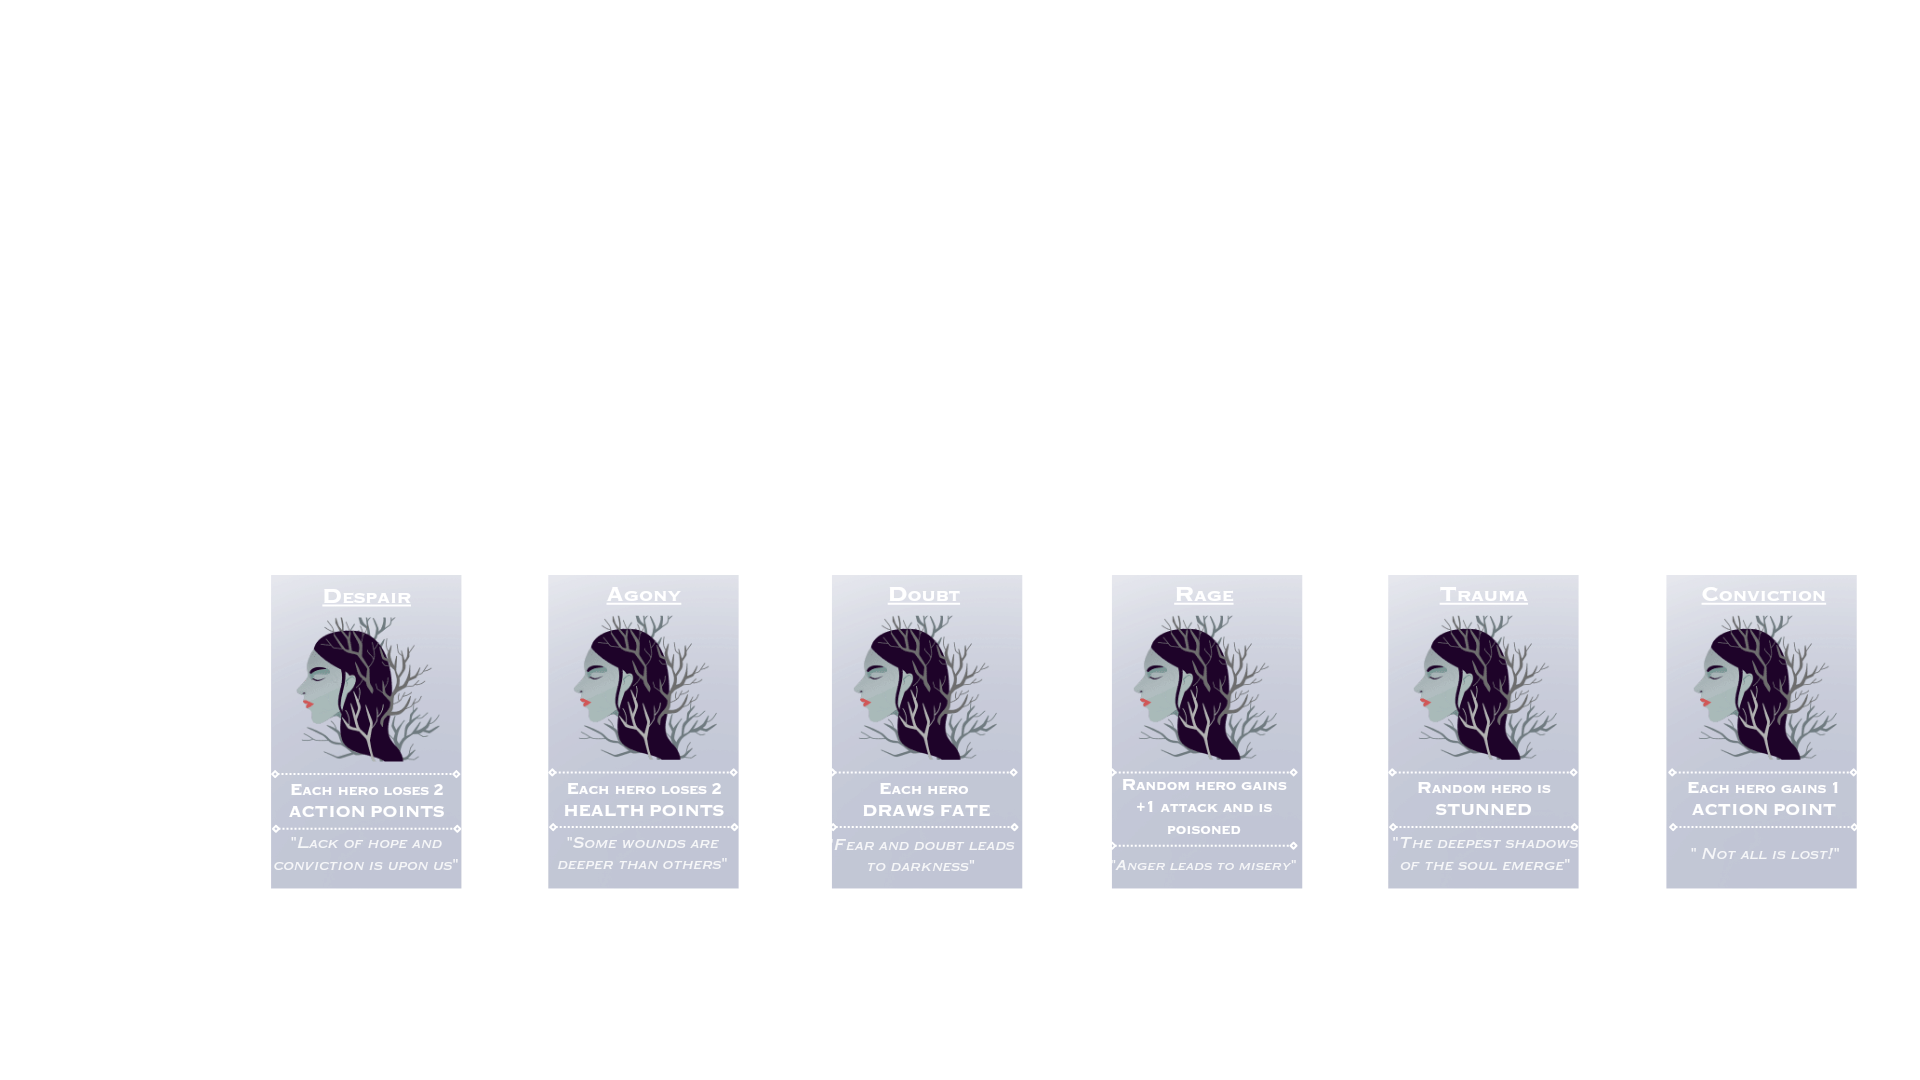 Despair
Each hero loses 2
action points
"Lack of hope and
conviction is upon us"
Agony
Each hero loses 2
health points
"Some wounds are
deeper than others"
Doubt
Each hero
draws fate
"Fear and doubt leads
to darkness"
Rage
Random hero gains
+1 attack and is
poisoned
"Anger leads to misery"
Trauma
Random hero is
stunned
"The deepest shadows
of the soul emerge"
Conviction
Each hero gains 1
action point
" Not all is lost!"